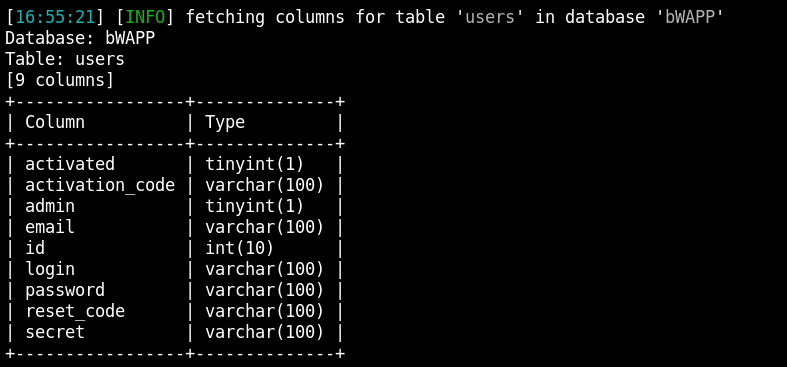 [16:55:21] [INFO] fetching columns for table 'users' in database 'bWAPP'
Database: bWAPP
Table: users
[9 columns]
+-----------------+--------------+
| Column          | Type         |
+-----------------+--------------+
| activated       | tinyint(1)   |
| activation_code | varchar(100) |
| admin           | tinyint(1)   |
| email           | varchar(100) |
| id              | int(10)      |
| login           | varchar(100) |
| password        | varchar(100) |
| reset_code      | varchar(100) |
| secret          | varchar(100) |
+-----------------+--------------+